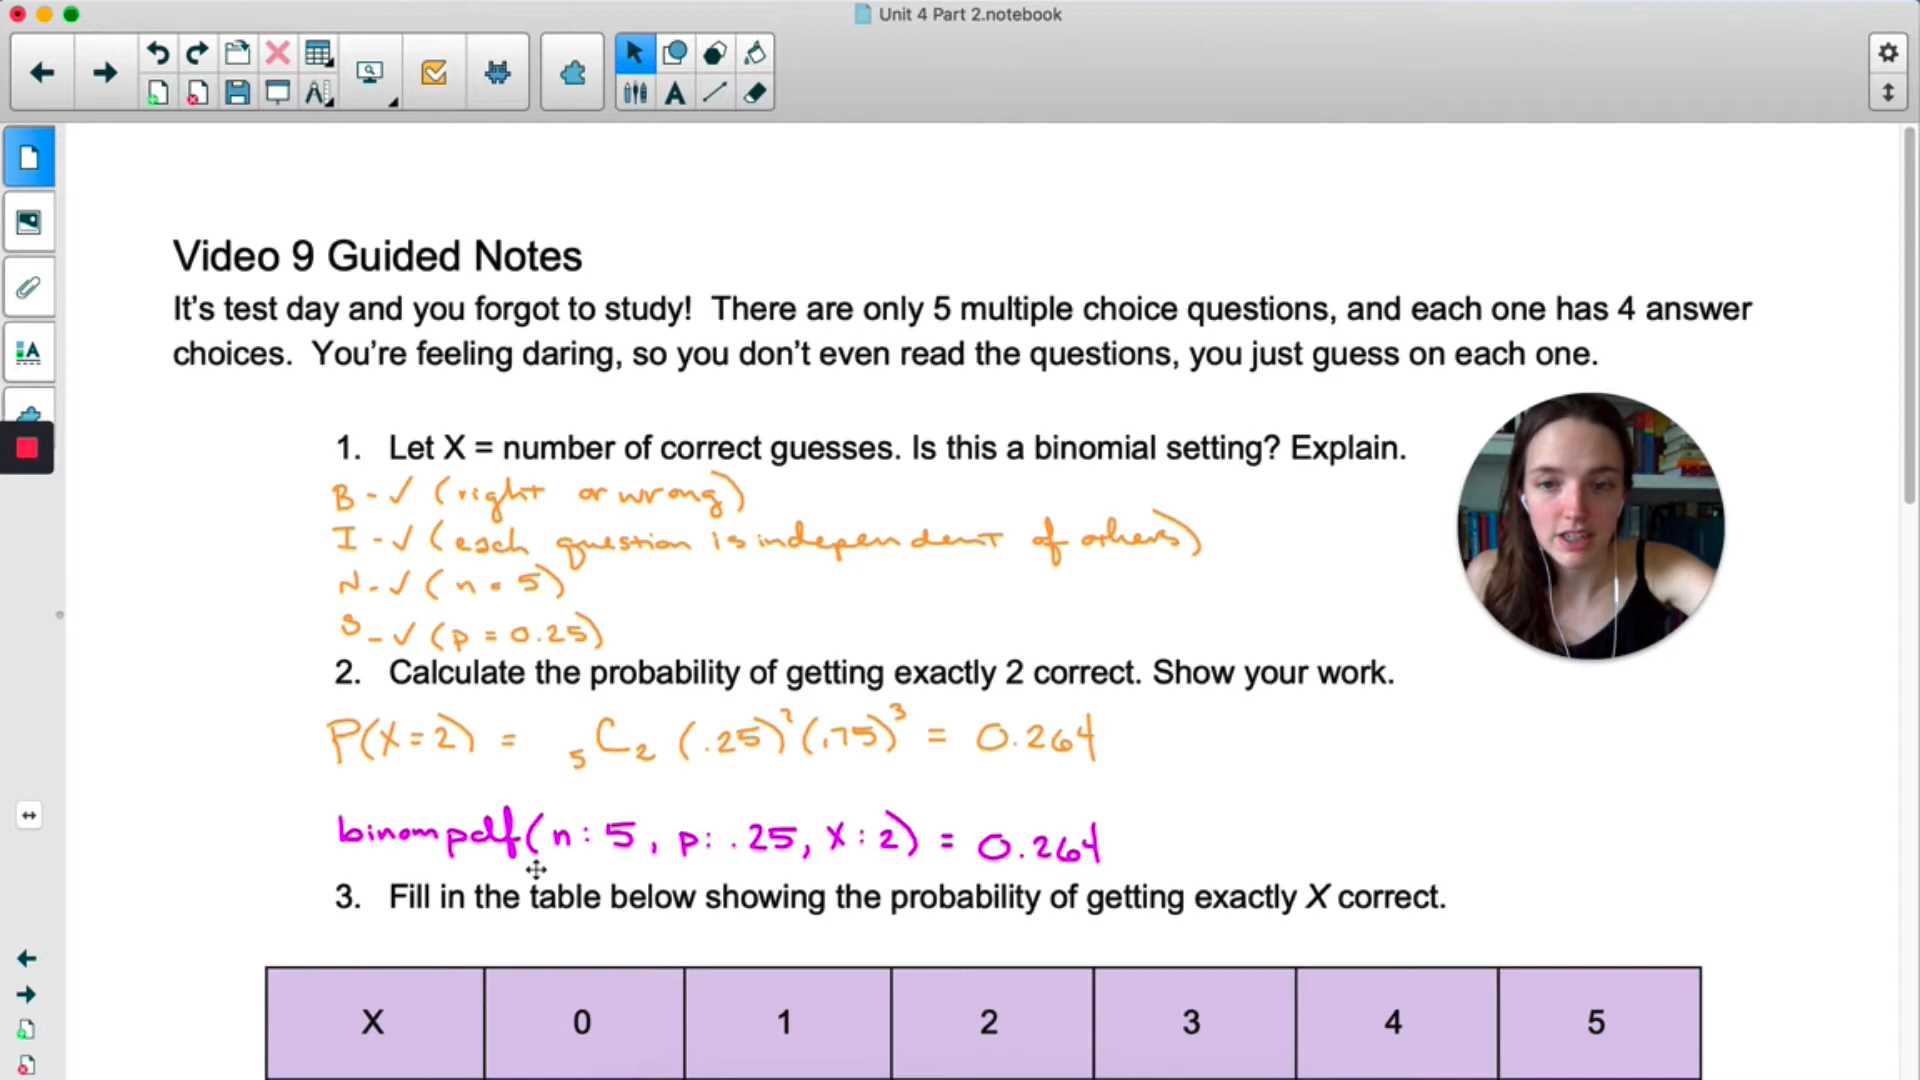 Unit 4 Part 2.notebook
Video 9 Guided Notes
It's test day and you forgot to study!  There are only 5 multiple choice questions, and each one has 4 answer
choices.  You're feeling daring, so you don't even read the questions, you just guess on each one.
1. Let X = number of correct guesses. Is this a binomial setting? Explain.
B - ✓ (right or wrong)
I - ✓ (each question is independent of others)
N - ✓ (n = 5)
S - ✓ (p = 0.25)
2. Calculate the probability of getting exactly 2 correct. Show your work.
P(X=2) = ₅C₂ (.25)²(.75)³ = 0.264
binompdf(n: 5, p: .25, X: 2) = 0.264
3. Fill in the table below showing the probability of getting exactly X correct.
X 0 1 2 3 4 5